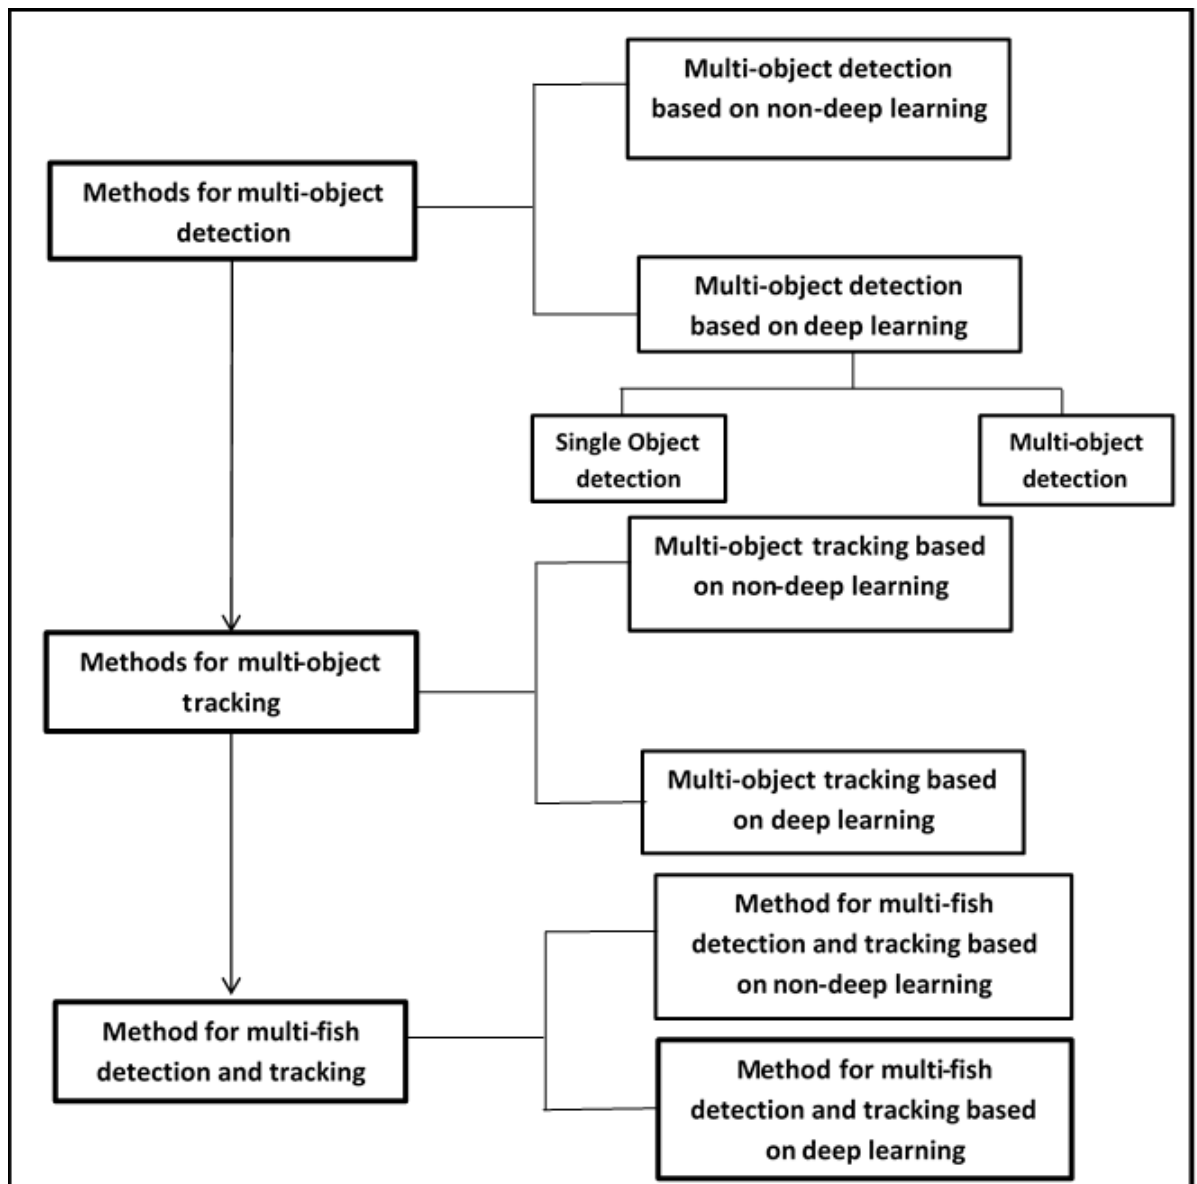 Multi-object detection
based on non-deep learning
Methods for multi-object
detection
Multi-object detection
based on deep learning
Single Object
detection
Multi-object
detection
Multi-object tracking based
on non-deep learning
Methods for multi-object
tracking
Multi-object tracking based
on deep learning
Method for multi-fish
detection and tracking based
on non-deep learning
Method for multi-fish
detection and tracking
Method for multi-fish
detection and tracking based
on deep learning